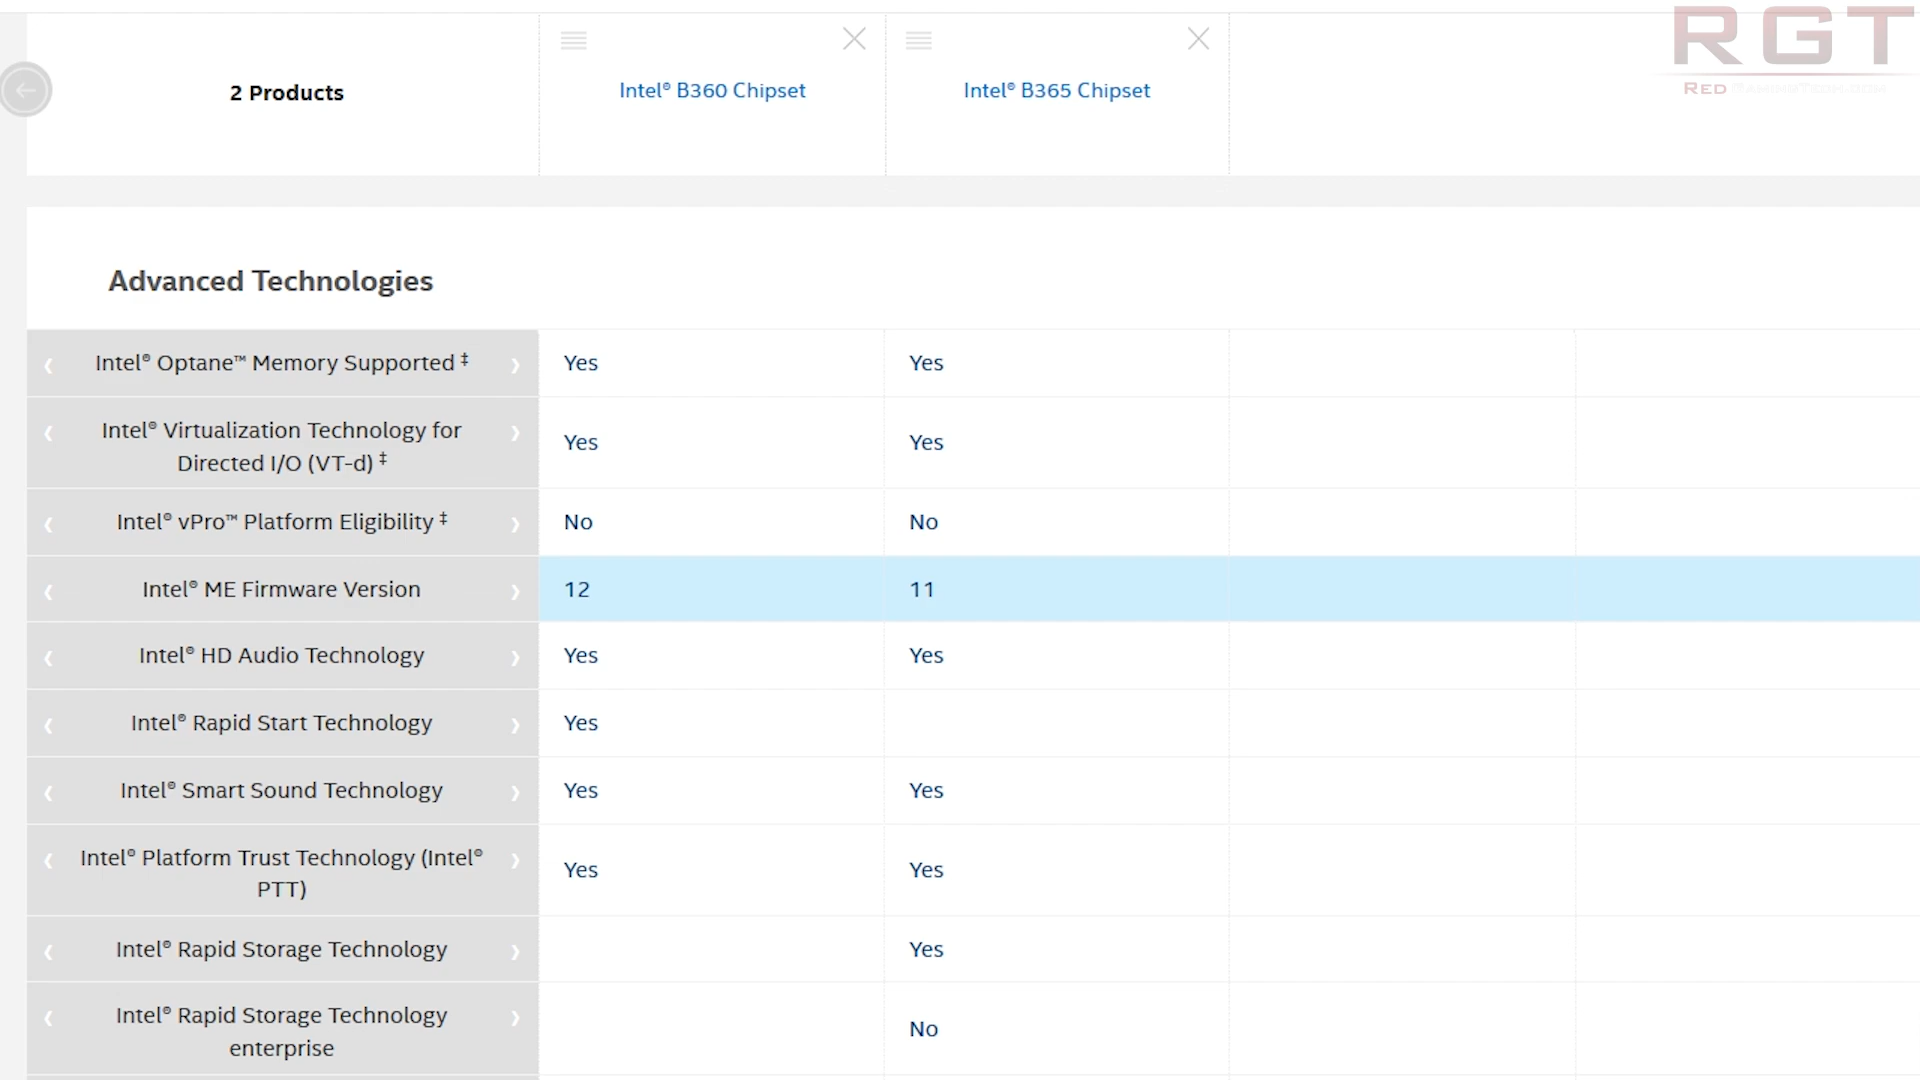 RGT
RED
2 Products
Intel® B360 Chipset
Intel® B365 Chipset
Advanced Technologies
Intel® Optane™ Memory Supported ‡
Yes
Yes
Intel® Virtualization Technology for
Directed I/O (VT-d) ‡
Yes
Yes
Intel® vPro™ Platform Eligibility ‡
No
No
Intel® ME Firmware Version
12
11
Intel® HD Audio Technology
Yes
Yes
Intel® Rapid Start Technology
Yes
Intel® Smart Sound Technology
Yes
Yes
Intel® Platform Trust Technology (Intel®
PTT)
Yes
Yes
Intel® Rapid Storage Technology
Yes
Intel® Rapid Storage Technology
enterprise
No